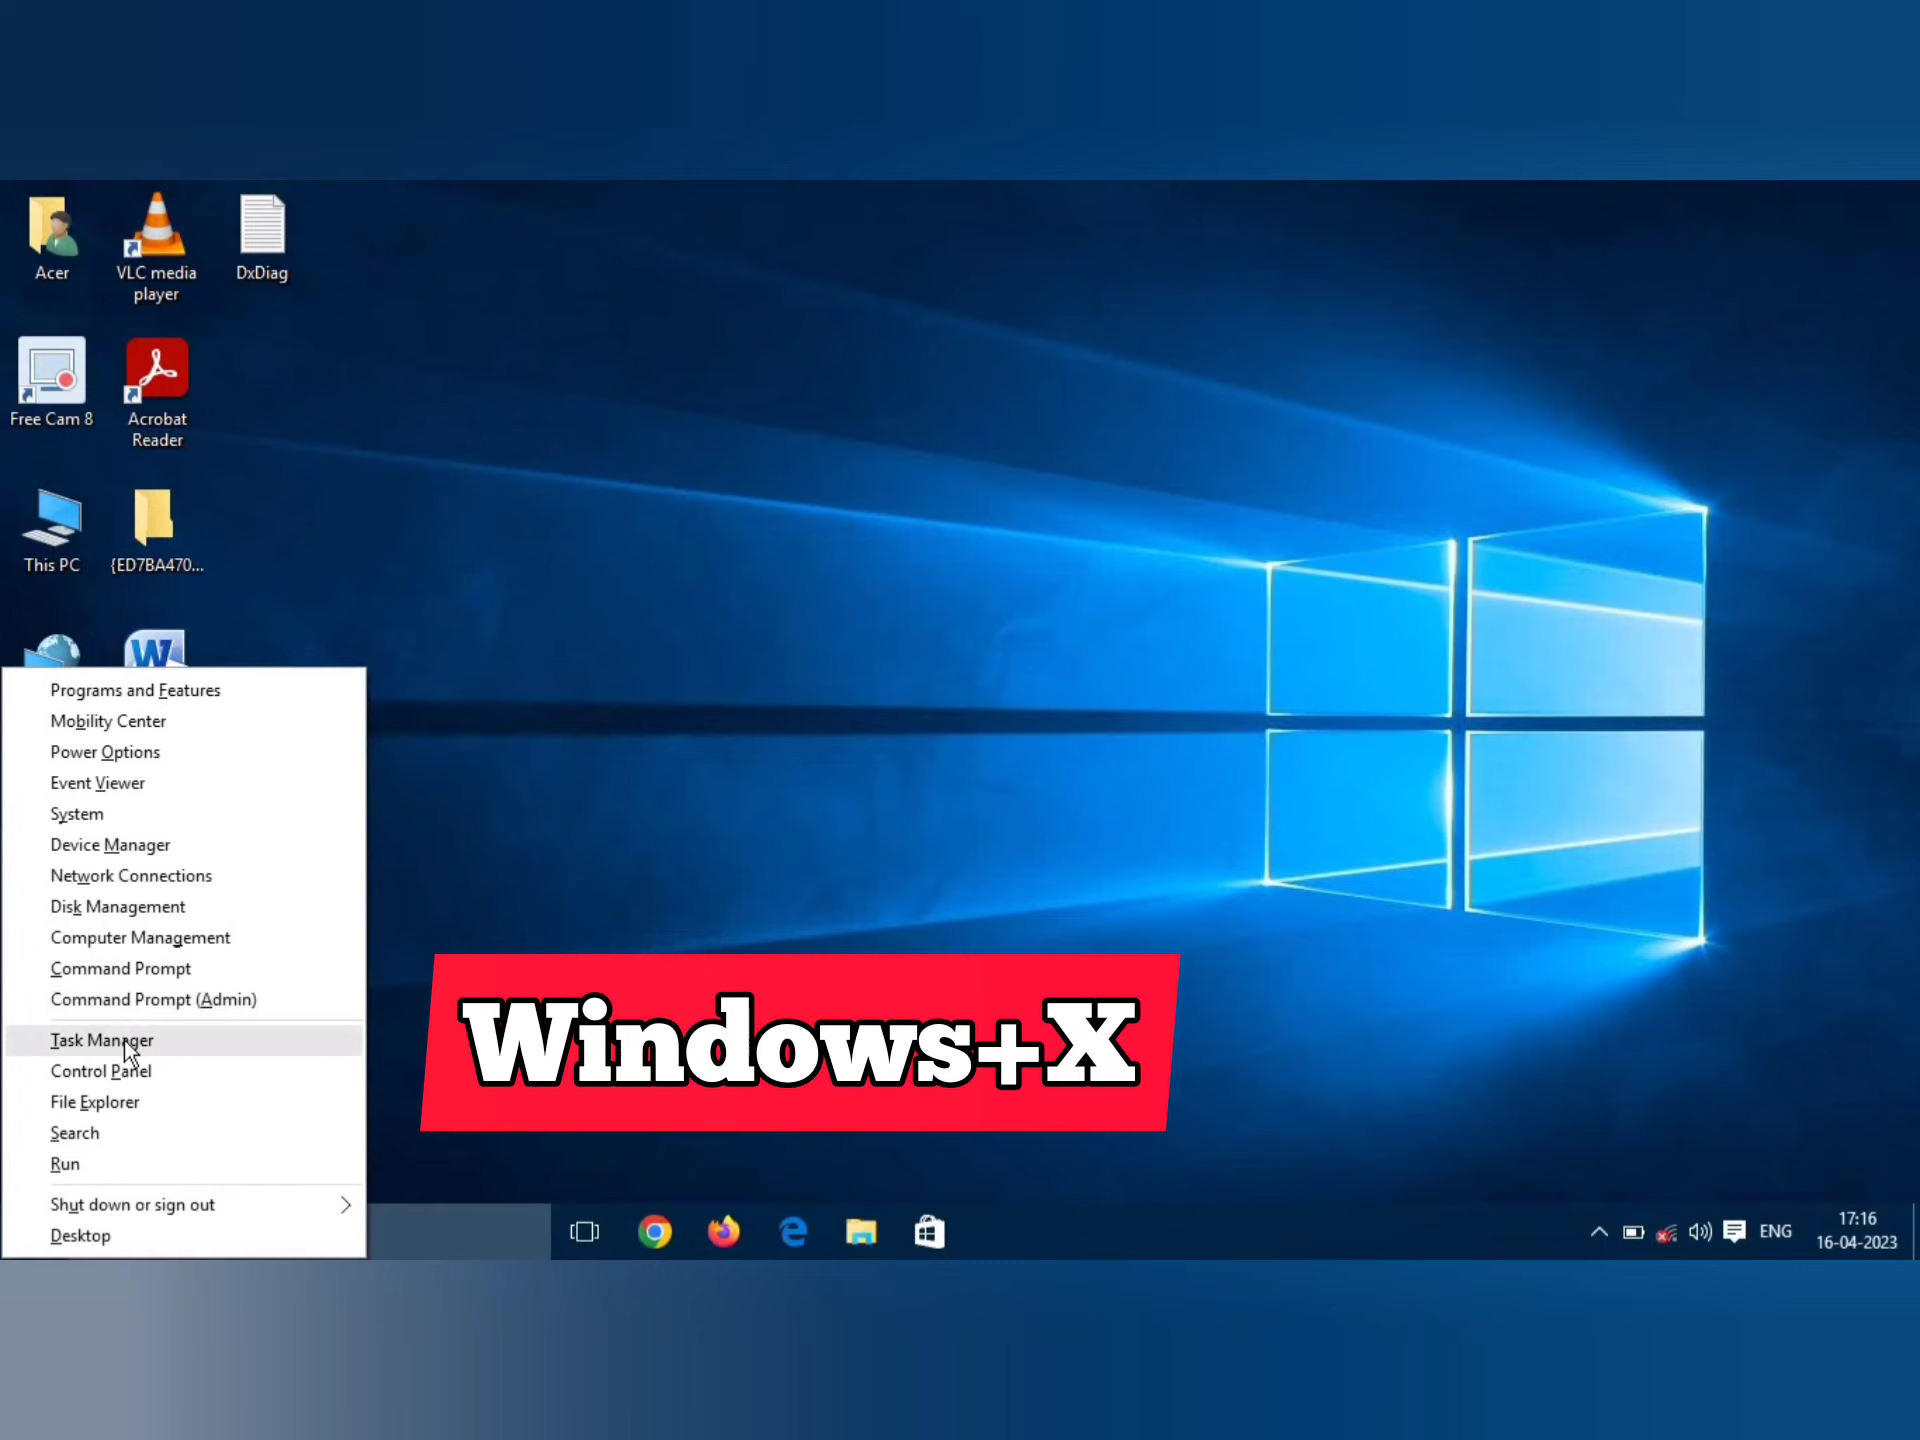 Acer
VLC media
player
DxDiag
Free Cam 8
Acrobat
Reader
This PC
{ED7BA470...
W
Programs and Features
Mobility Center
Power Options
Event Viewer
System
Device Manager
Network Connections
Disk Management
Computer Management
Command Prompt
Command Prompt (Admin)
Task Manager
Control Panel
File Explorer
Search
Run
Shut down or sign out
Desktop
Windows+X
ENG
17:16
16-04-2023